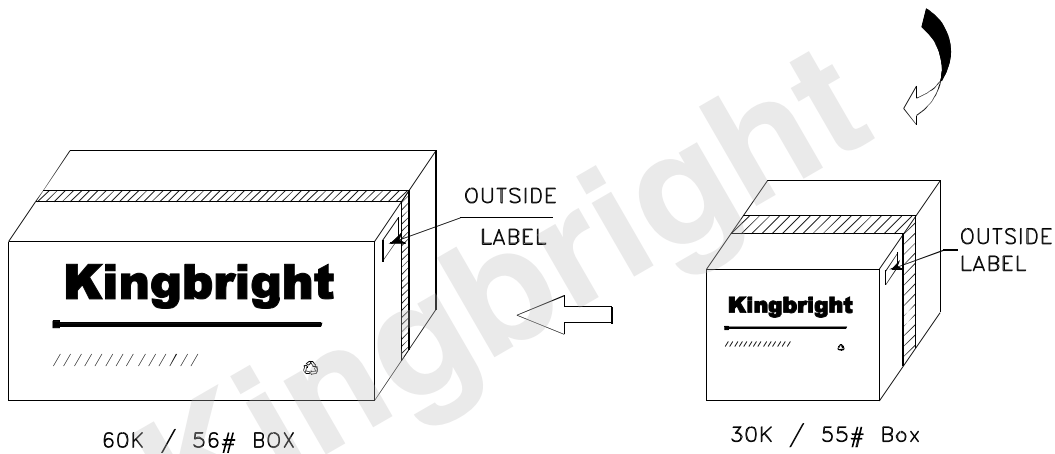 OUTSIDE
LABEL
Kingbright
60K / 56# BOX
OUTSIDE
LABEL
Kingbright
30K / 55# Box
Kingbright